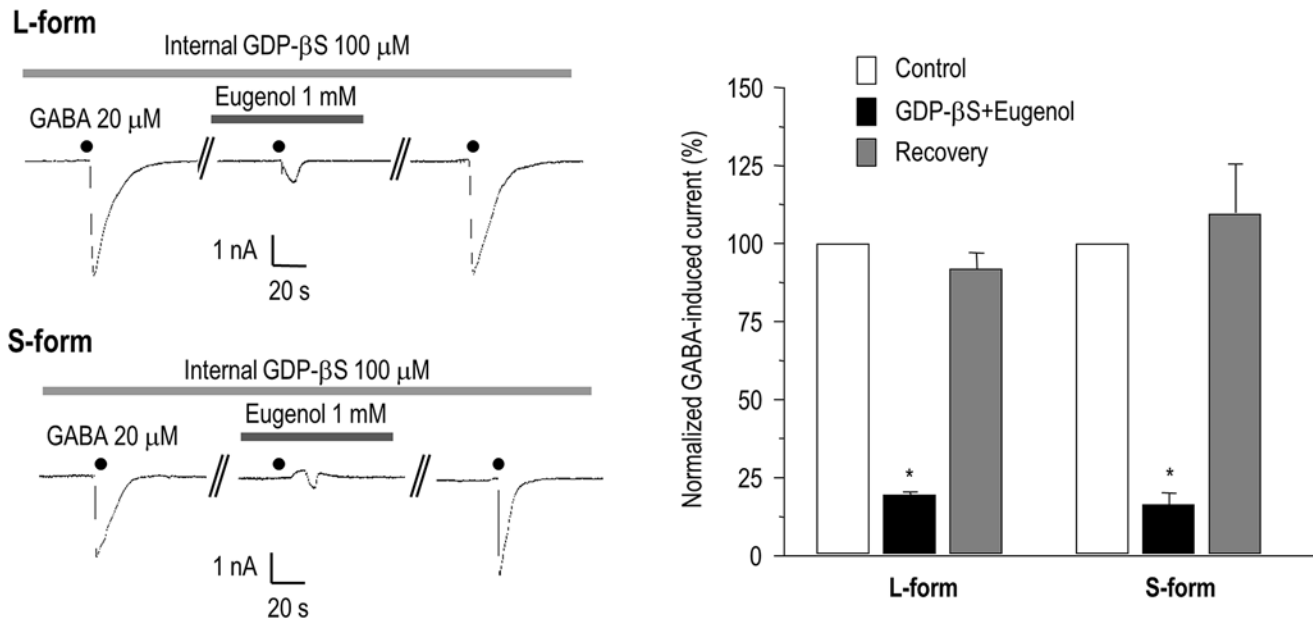 L-form
Internal GDP-βS 100 μM
Eugenol 1 mM
GABA 20 μM
1 nA
20 s
S-form
Internal GDP-βS 100 μM
Eugenol 1 mM
GABA 20 μM
1 nA
20 s
Normalized GABA-induced current (%)
150
125
100
75
50
25
0
Control
GDP-βS+Eugenol
Recovery
*
*
L-form
S-form